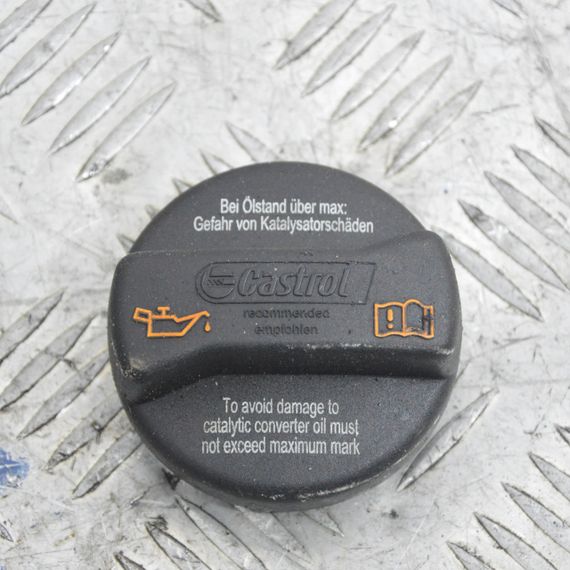 Bei Ölstand über max:
Gefahr von Katalysatorschäden
Castrol
recommended
empfohlen
To avoid damage to
catalytic converter oil must
not exceed maximum mark